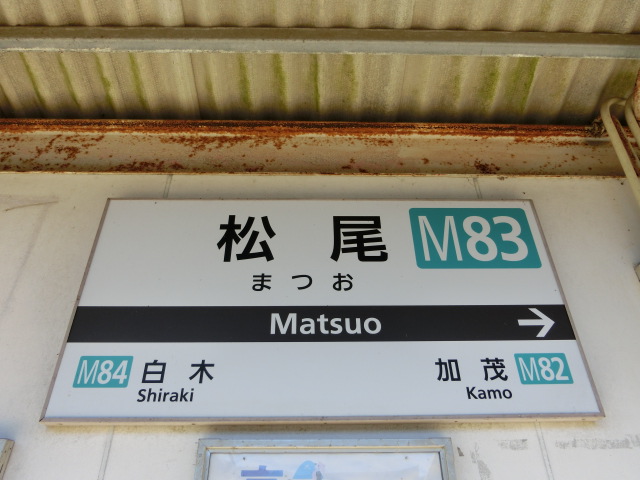 松尾 M83
まつお
Matsuo →
M84 白木 加茂 M82
Shiraki Kamo